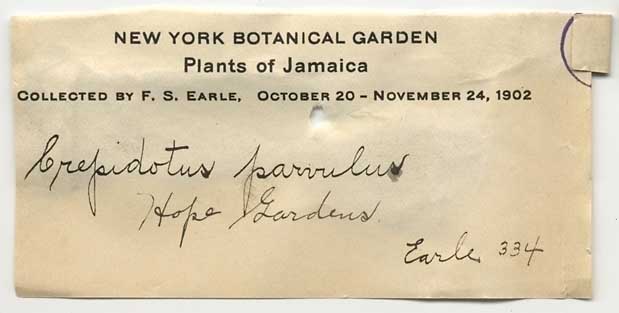 NEW YORK BOTANICAL GARDEN
Plants of Jamaica
COLLECTED BY F. S. EARLE, OCTOBER 20 – NOVEMBER 24, 1902
Crepidotus parvulus
Hope Gardens.
Earle 334